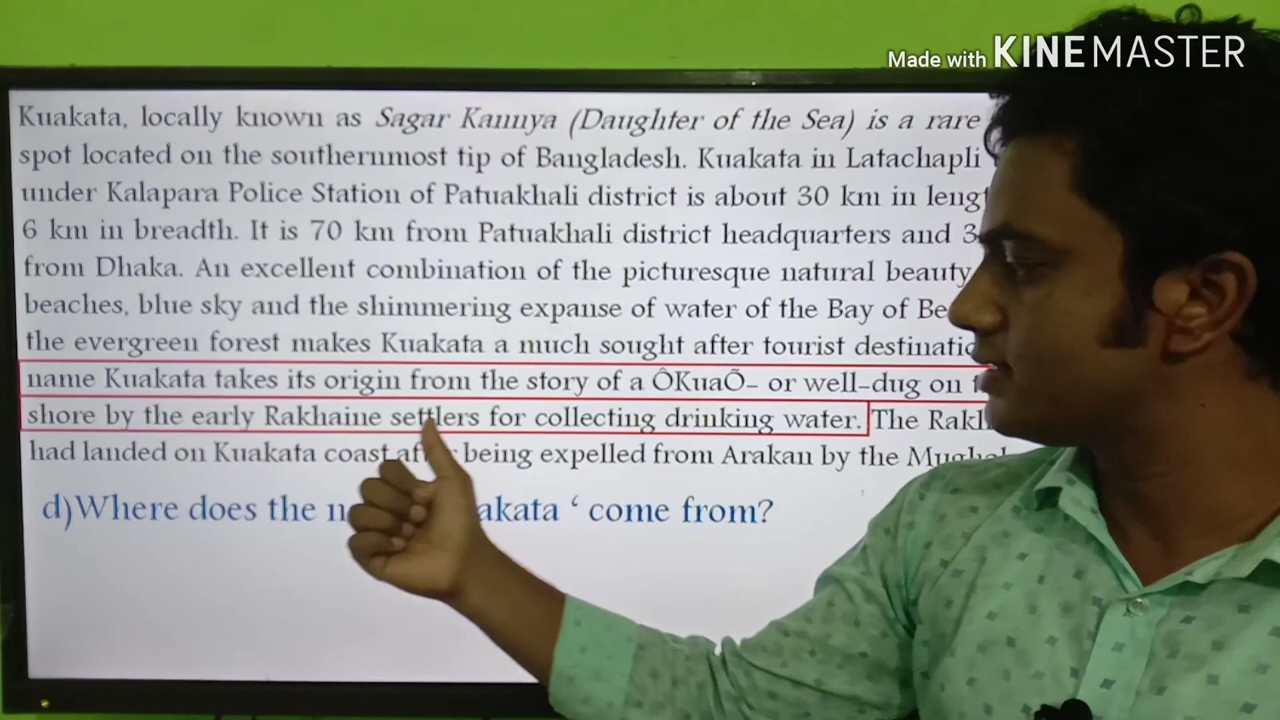 Made with KINEMASTER
Kuakata, locally known as Sagar Kannya (Daughter of the Sea) is a rare
spot located on the southernmost tip of Bangladesh. Kuakata in Latachapli
under Kalapara Police Station of Patuakhali district is about 30 km in
6 km in breadth. It is 70 km from Patuakhali district headquarters and
from Dhaka. An excellent combination of the picturesque natural beauty
beaches, blue sky and the shimmering expanse of water of the Bay of
the evergreen forest makes Kuakata a much sought after tourist
name Kuakata takes its origin from the story of a ÔKuaÕ– or well-dug on
shore by the early Rakhaine settlers for collecting drinking water. The
had landed on Kuakata coast being expelled from Arakan by the
d)Where does the akata ‘ come from?